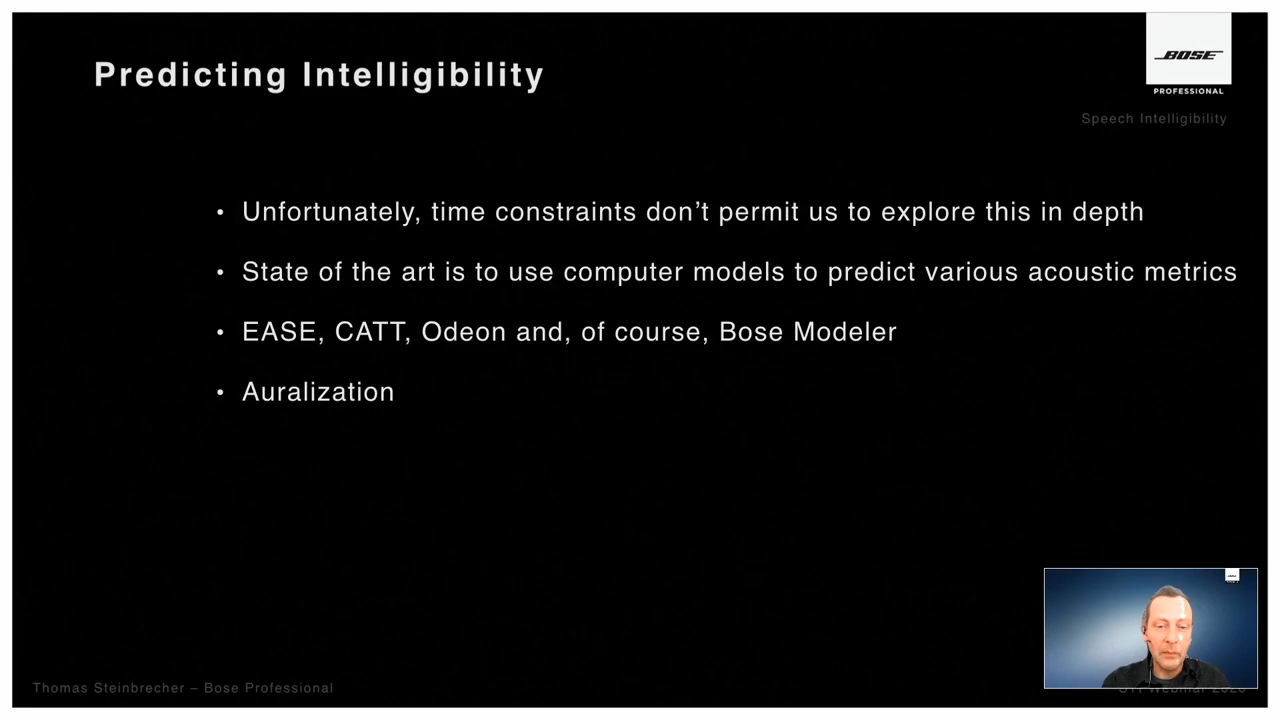 Predicting Intelligibility
BOSE
PROFESSIONAL
Speech Intelligibility
• Unfortunately, time constraints don’t permit us to explore this in depth
• State of the art is to use computer models to predict various acoustic metrics
• EASE, CATT, Odeon and, of course, Bose Modeler
• Auralization
Thomas Steinbrecher – Bose Professional